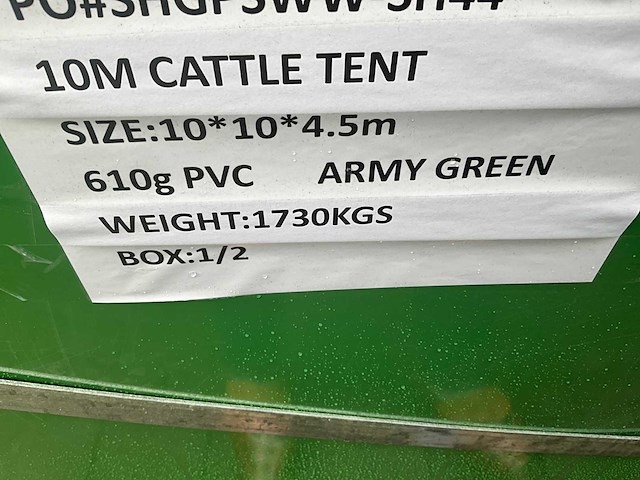 10M CATTLE TENT
SIZE:10*10*4.5m
610g PVC ARMY GREEN
WEIGHT:1730KGS
BOX:1/2